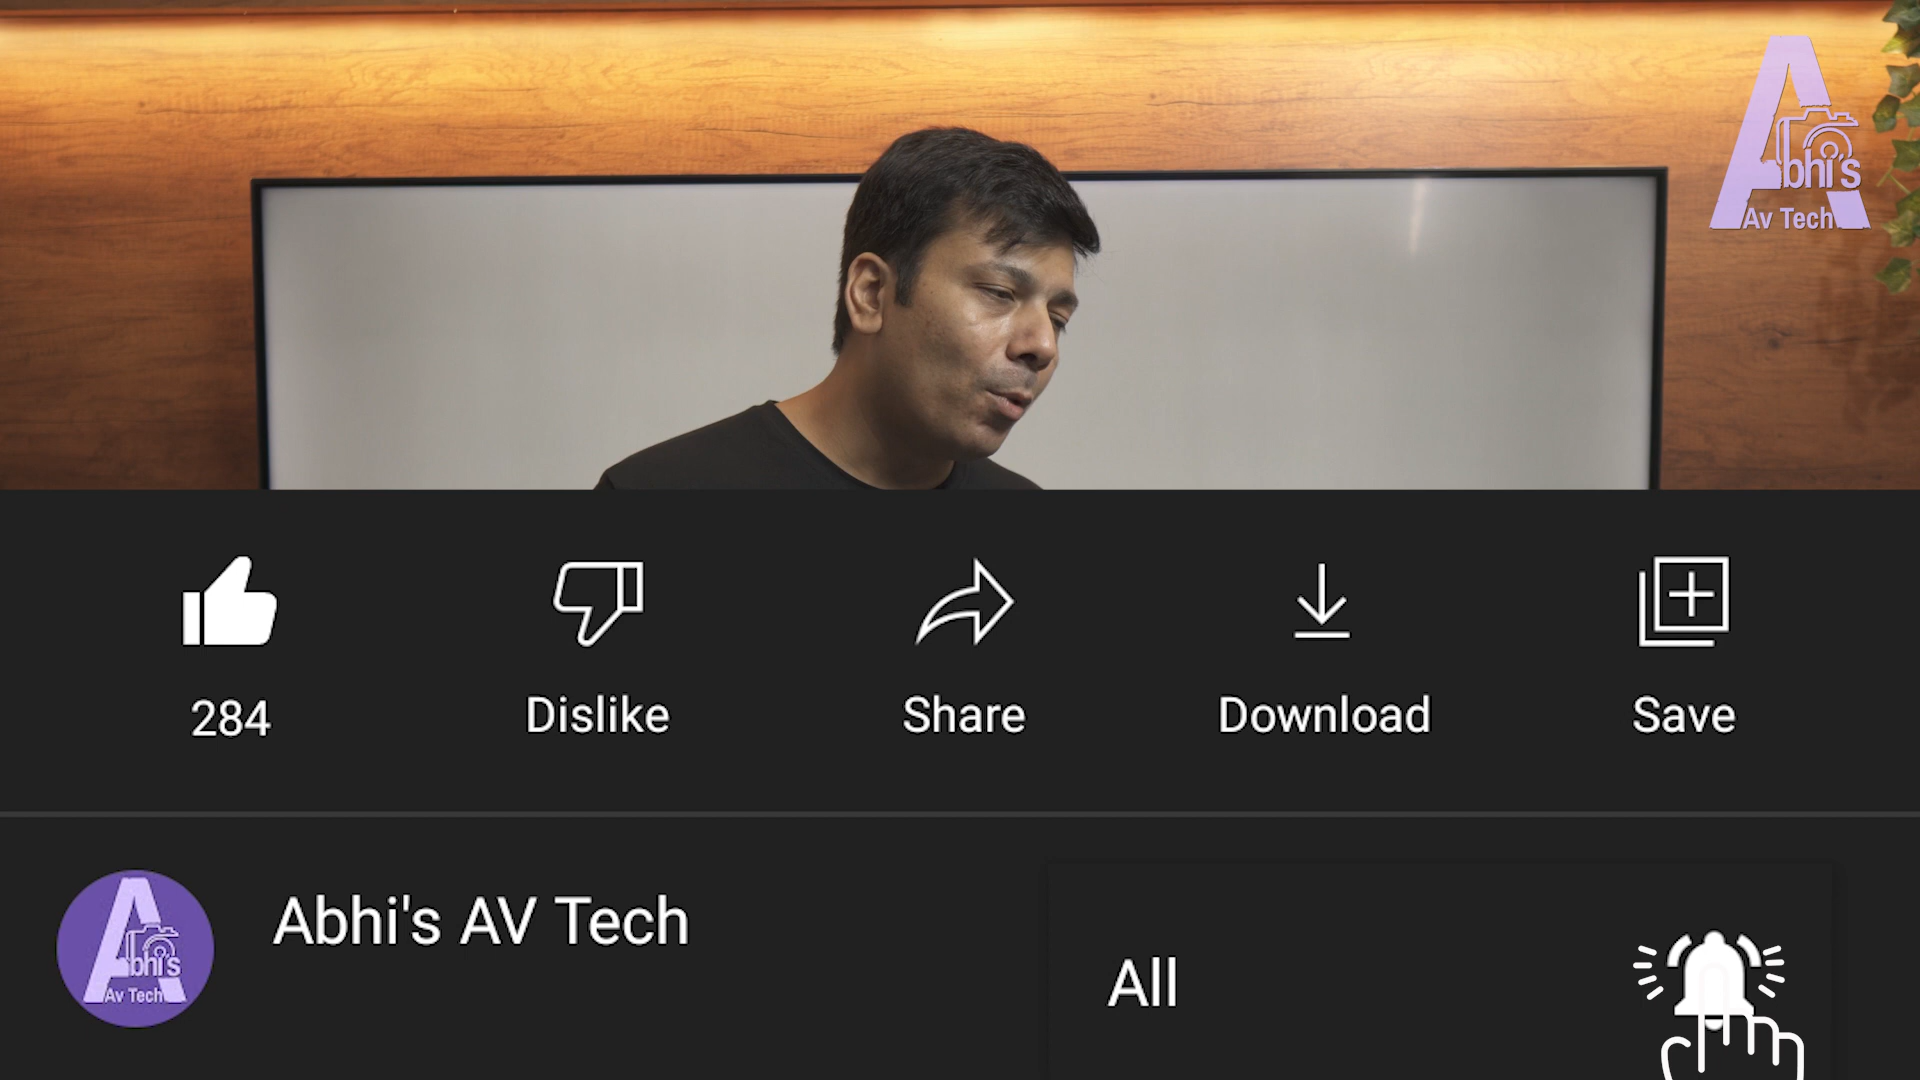 Abhi's
Av Tech
284
Dislike
Share
Download
Save
Abhi's AV Tech
Abhi's
Av Tech
All